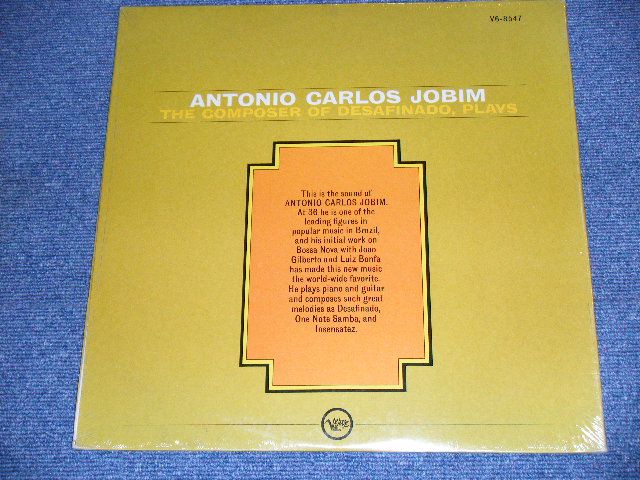 V6-8547
ANTONIO CARLOS JOBIM
THE COMPOSER OF DESAFINADO, PLAYS
This is the sound of
ANTONIO CARLOS JOBIM.
At 36 he is one of the
leading figures in
popular music in Brazil,
and his initial work on
Bossa Nova with Joao
Gilberto and Luiz Bonfa
has made this new music
the world-wide favorite.
He plays piano and guitar
and composes such great
melodies as Desafinado,
One Note Samba, and
Insensatez.
Verve